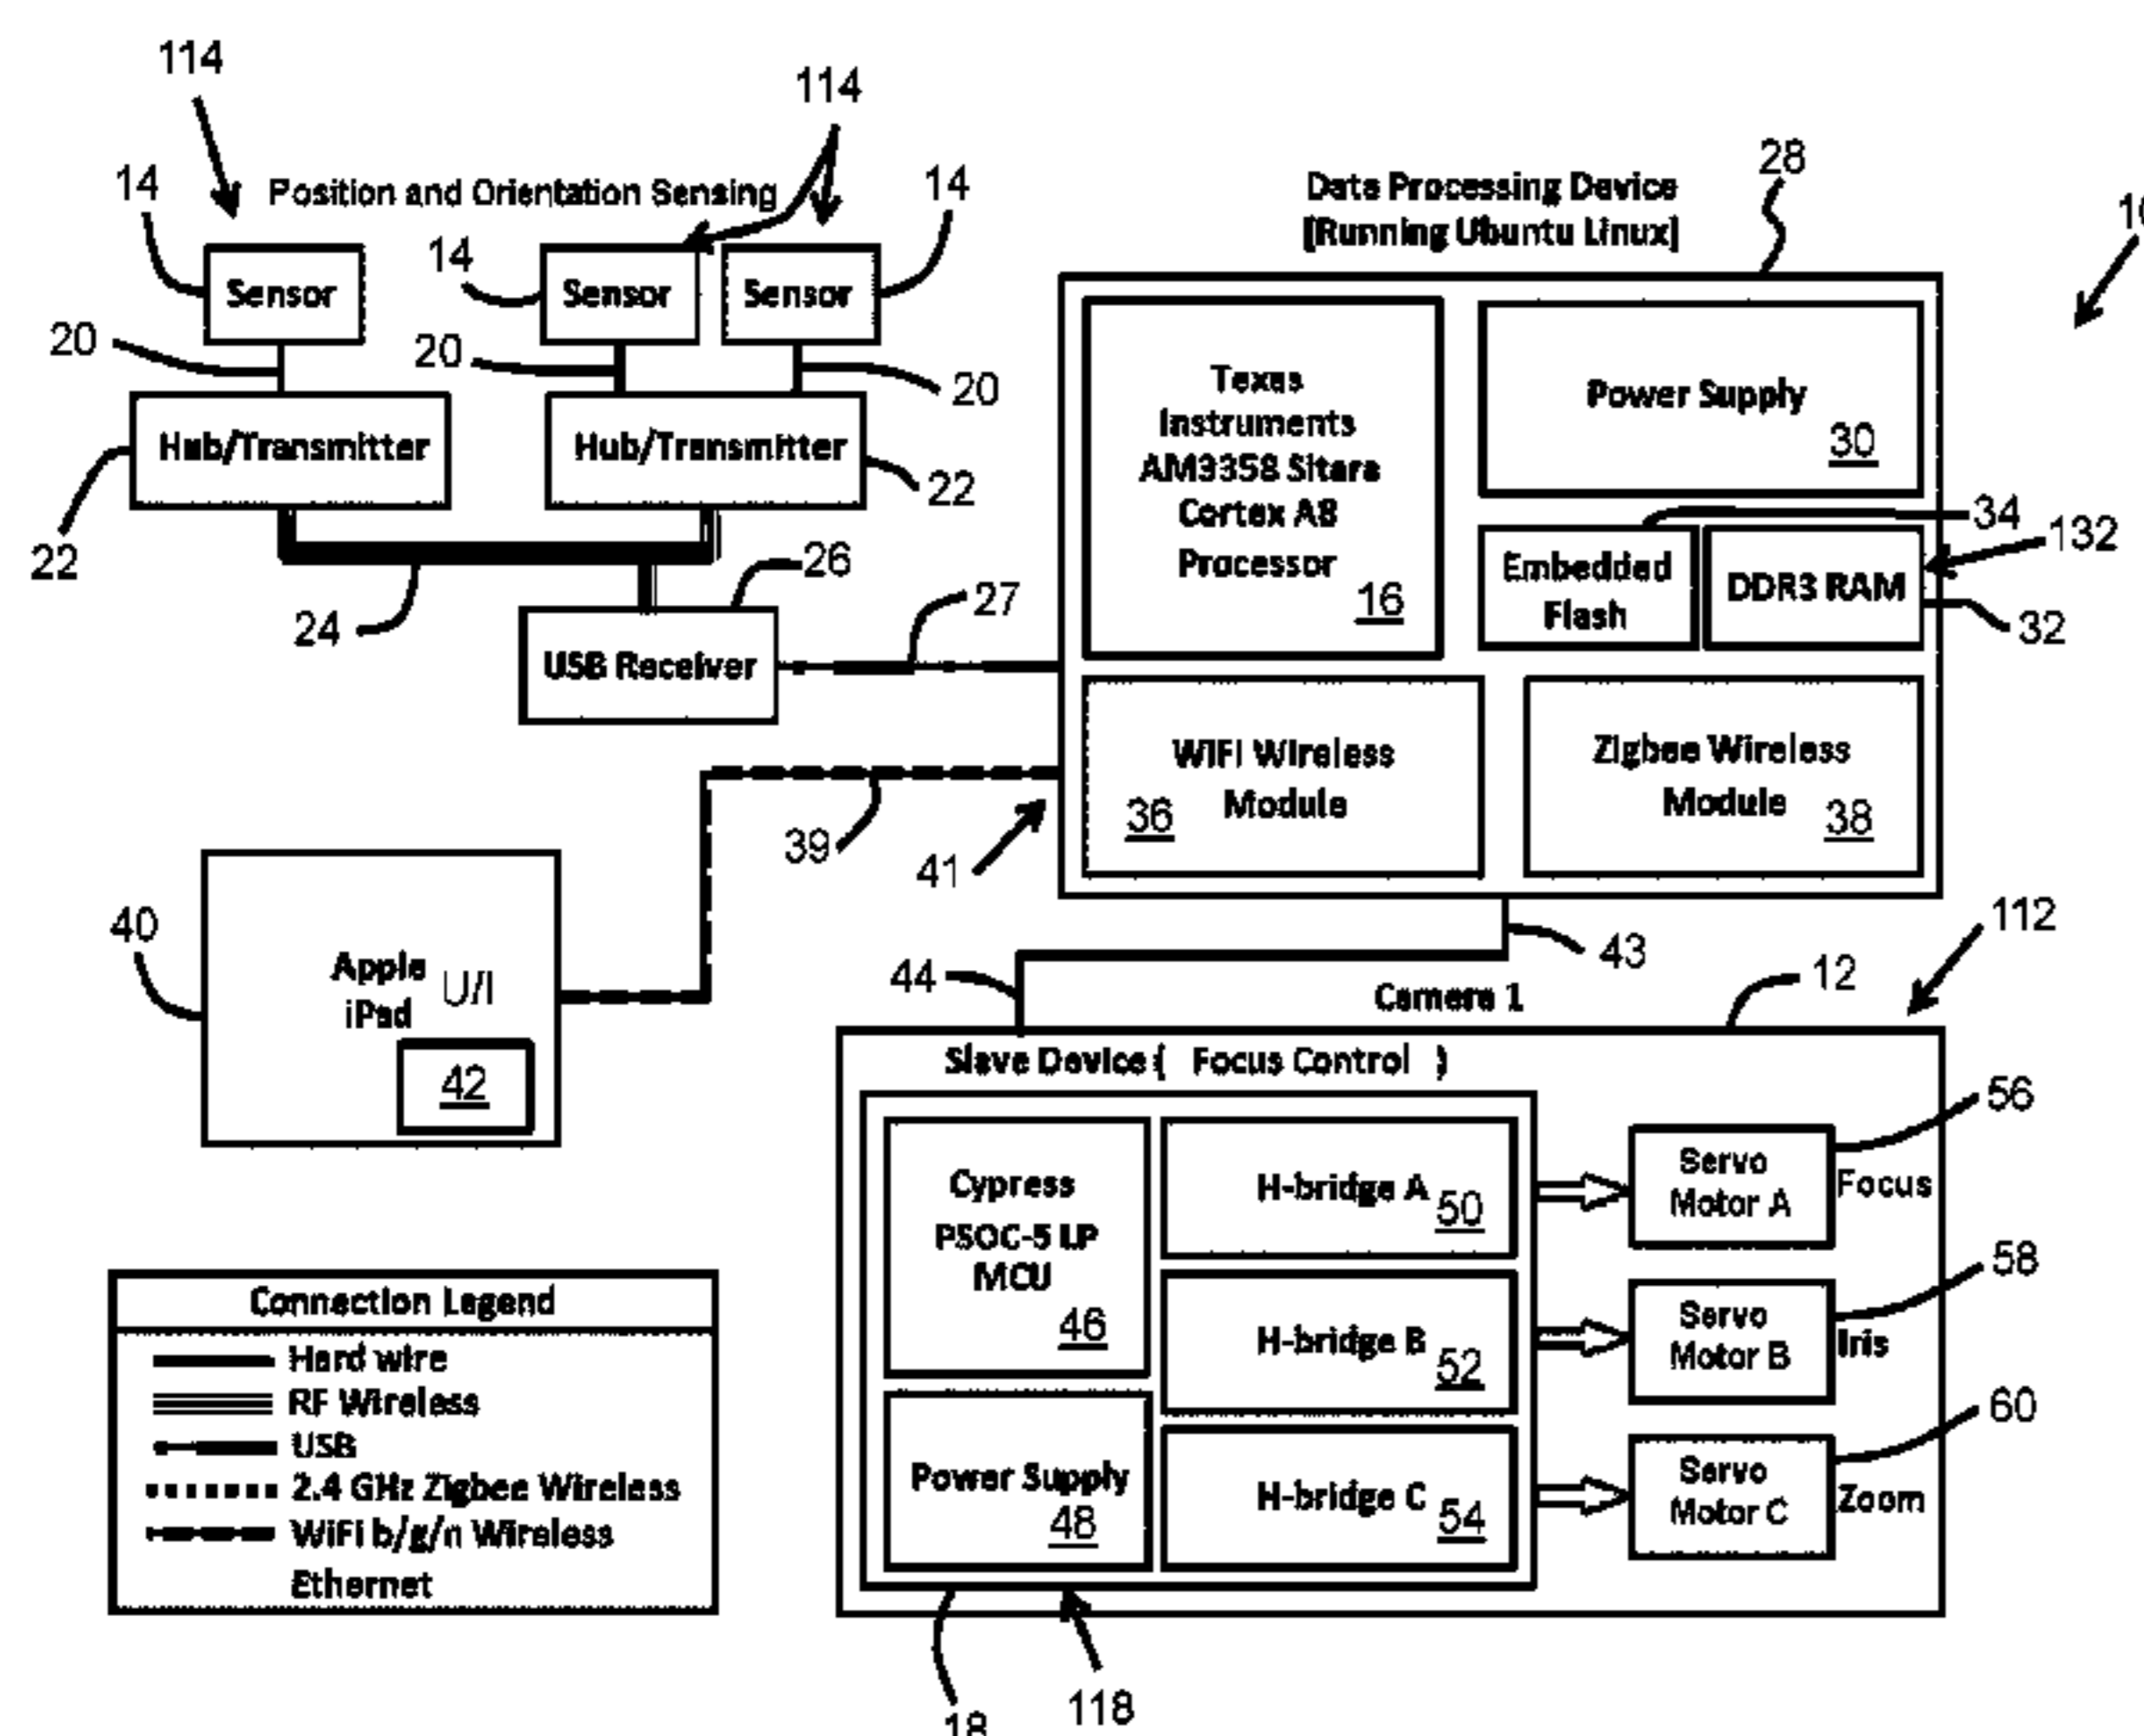 114
114
14
Position and Orientation Sensing
14
14
Sensor
Sensor
Sensor
20
20
20
Hub/Transmitter
Hub/Transmitter
22
22
24
26
USB Receiver
27
Data Processing Device
(Running Ubuntu Linux)
28
Texas
Instruments
AM3358 Sitara
Cortex A8
Processor
16
Power Supply
30
34
132
Embedded
Flash
DDR3 RAM
32
WIFI Wireless
Module
36
Zigbee Wireless
Module
38
39
41
40
Apple
iPad
U/I
42
43
44
Camera 1
12
112
Slave Device ( Focus Control )
Cypress
PSOC-5 LP
MCU
46
Power Supply
48
H-bridge A
50
H-bridge B
52
H-bridge C
54
Servo
Motor A
56
Focus
Servo
Motor B
58
Iris
Servo
Motor C
60
Zoom
18
118
Connection Legend
Hard wire
RF Wireless
USB
2.4 GHz Zigbee Wireless
WiFi b/g/n Wireless
Ethernet